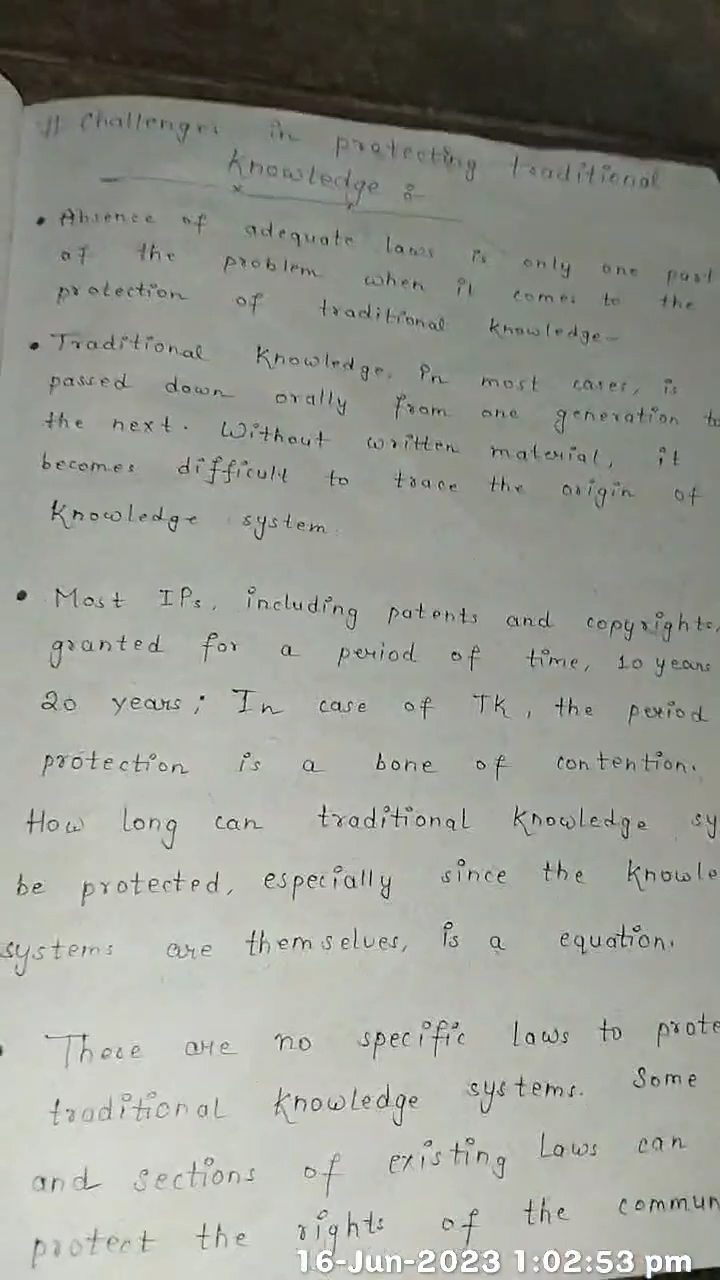 # Challenges in protecting traditional
Knowledge :-
• Absence of adequate laws is only one part
of the problem when it comes to the
protection of traditional knowledge-
• Traditional Knowledge, in most cases, is
passed down orally from one generation to
the next. Without written material, it
becomes difficult to trace the origin of
Knowledge system.
• Most IPs, including patents and copyrights,
granted for a period of time, 10 years
20 years; In case of TK, the period
protection is a bone of contention.
How long can traditional Knowledge sy
be protected, especially since the Knowle
systems are themselves, is a equation.
There are no specific laws to prote
traditional Knowledge systems. Some
and sections of existing Laws can
protect the rights of the commun
16-Jun-2023 1:02:53 pm